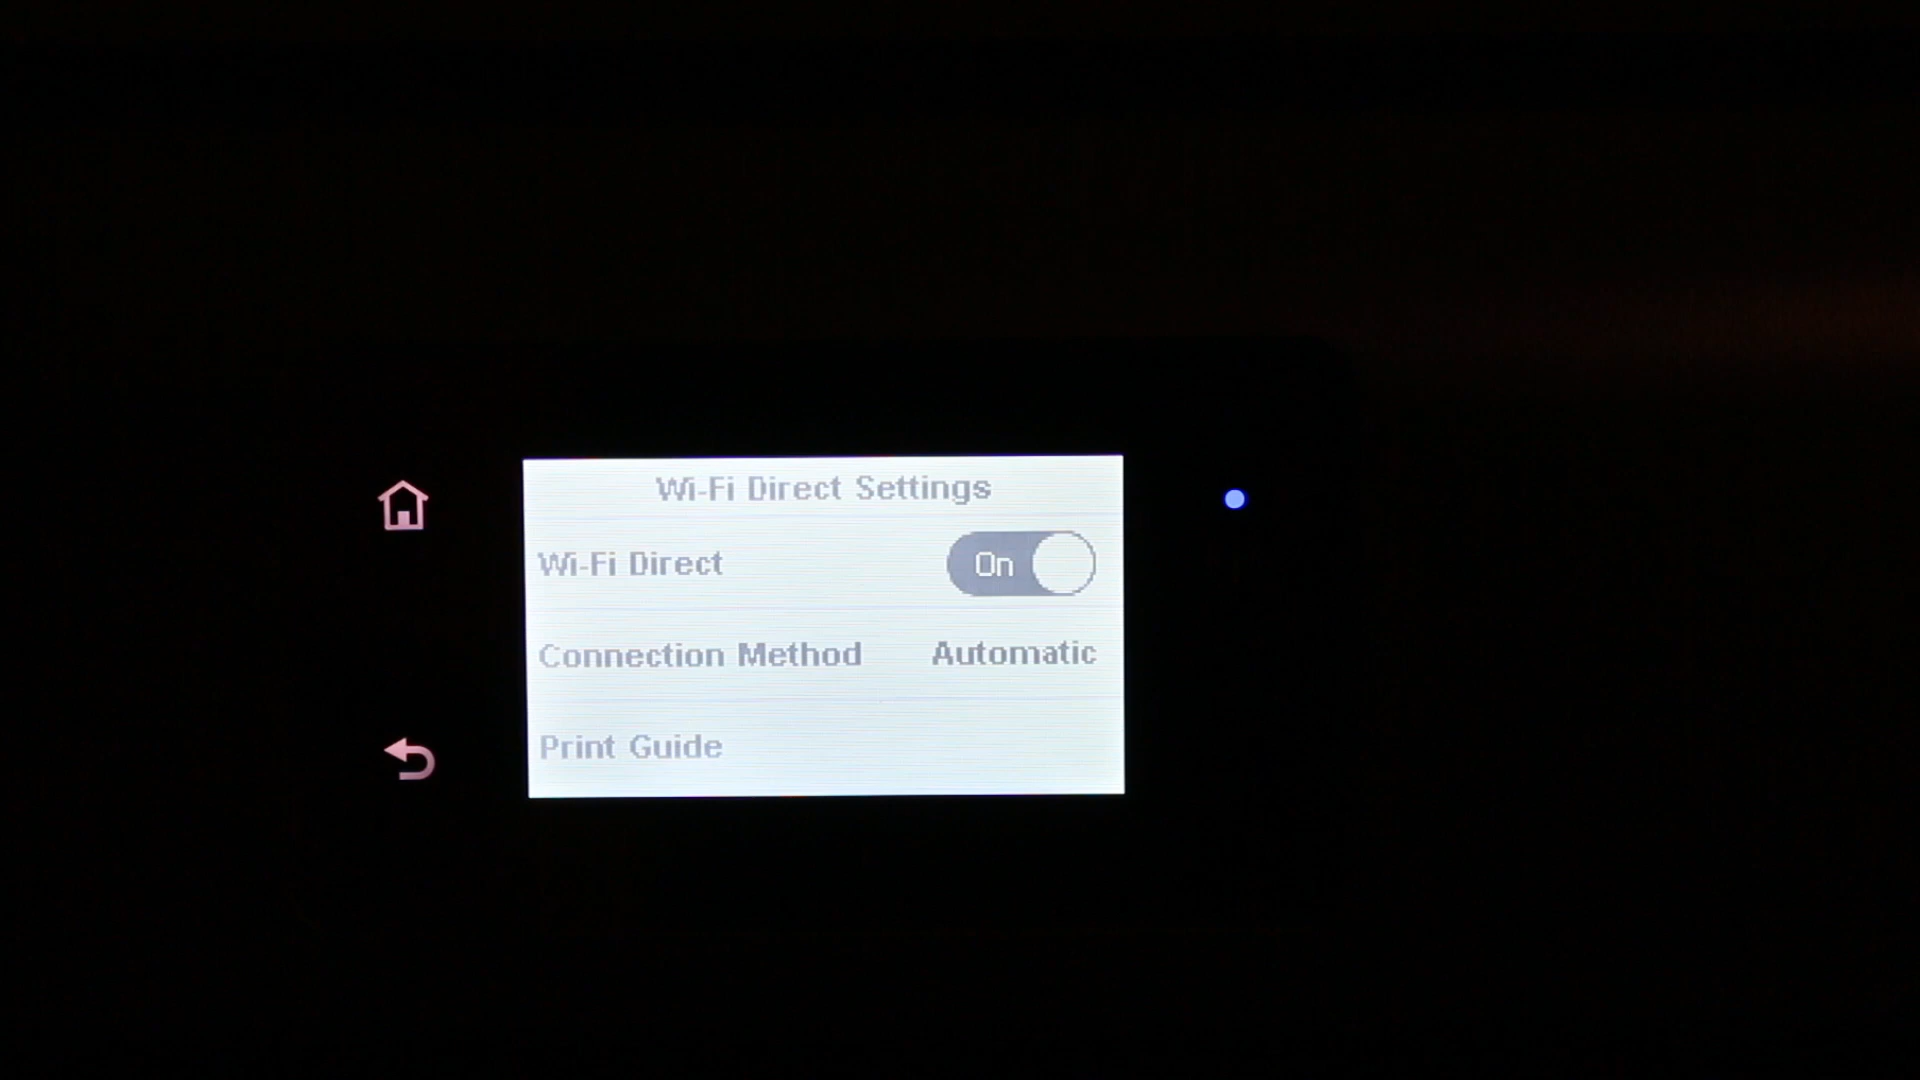 Wi-Fi Direct Settings
Wi-Fi Direct On
Connection Method Automatic
Print Guide